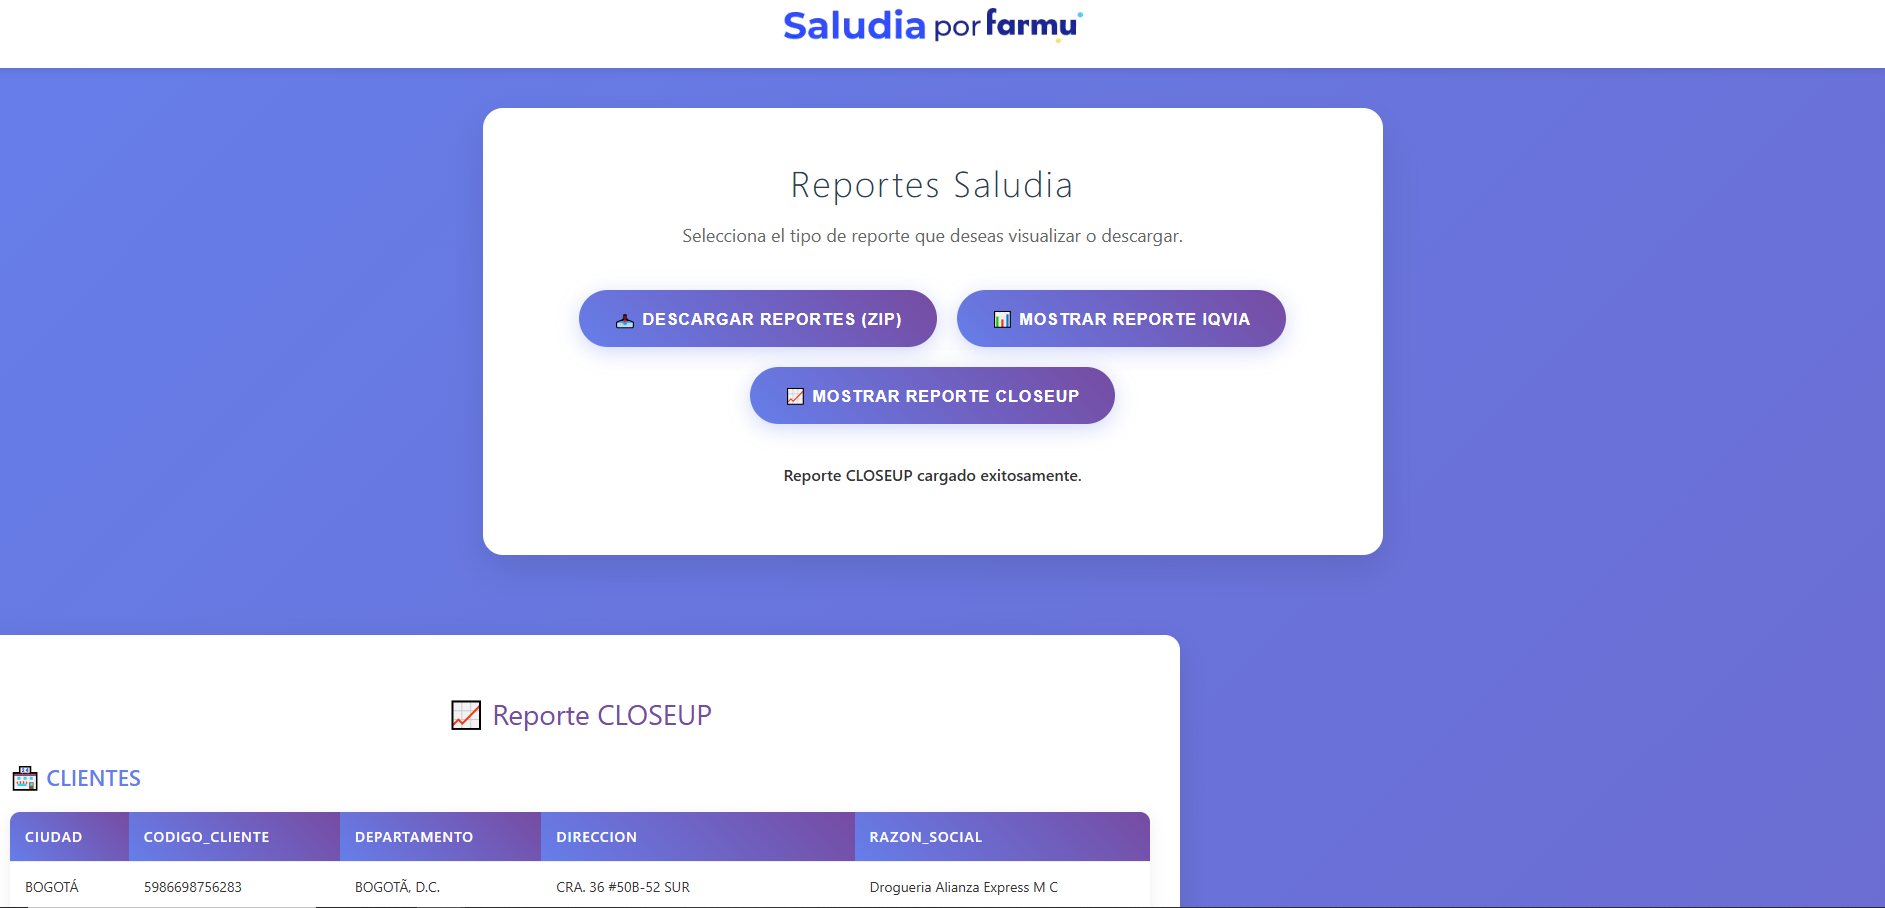 Saludia por farmu
Reportes Saludia
Selecciona el tipo de reporte que deseas visualizar o descargar.
DESCARGAR REPORTES (ZIP)
MOSTRAR REPORTE IQVIA
MOSTRAR REPORTE CLOSEUP
Reporte CLOSEUP cargado exitosamente.
Reporte CLOSEUP
CLIENTES
CIUDAD CODIGO_CLIENTE DEPARTAMENTO DIRECCION RAZON_SOCIAL
BOGOTÁ 5986698756283 BOGOTÃ, D.C. CRA. 36 #50B-52 SUR Drogueria Alianza Express M C